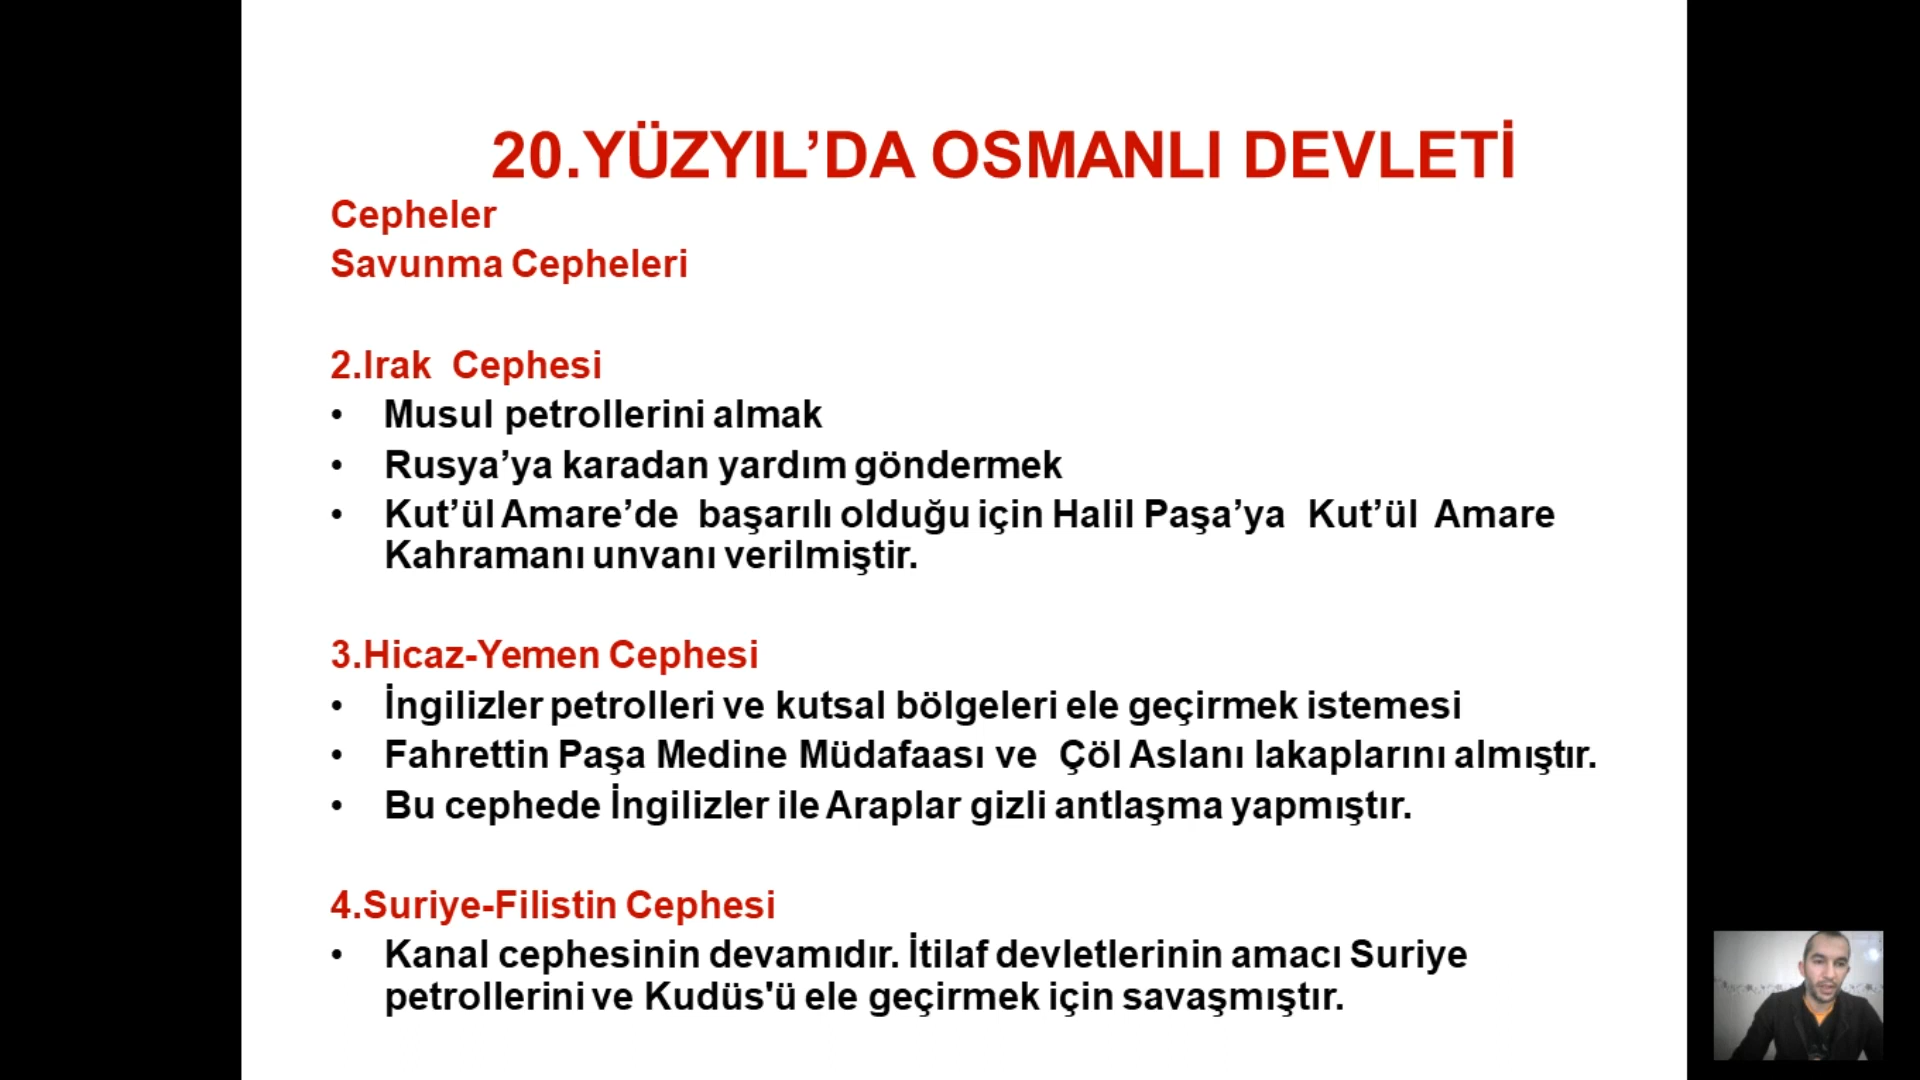 20.YÜZYIL’DA OSMANLI DEVLETİ
Cepheler
Savunma Cepheleri
2.Irak Cephesi
• Musul petrollerini almak
• Rusya’ya karadan yardım göndermek
• Kut’ül Amare’de başarılı olduğu için Halil Paşa’ya Kut’ül Amare
Kahramanı unvanı verilmiştir.
3.Hicaz-Yemen Cephesi
• İngilizler petrolleri ve kutsal bölgeleri ele geçirmek istemesi
• Fahrettin Paşa Medine Müdafaası ve Çöl Aslanı lakaplarını almıştır.
• Bu cephede İngilizler ile Araplar gizli antlaşma yapmıştır.
4.Suriye-Filistin Cephesi
• Kanal cephesinin devamıdır. İtilaf devletlerinin amacı Suriye
petrollerini ve Kudüs'ü ele geçirmek için savaşmıştır.